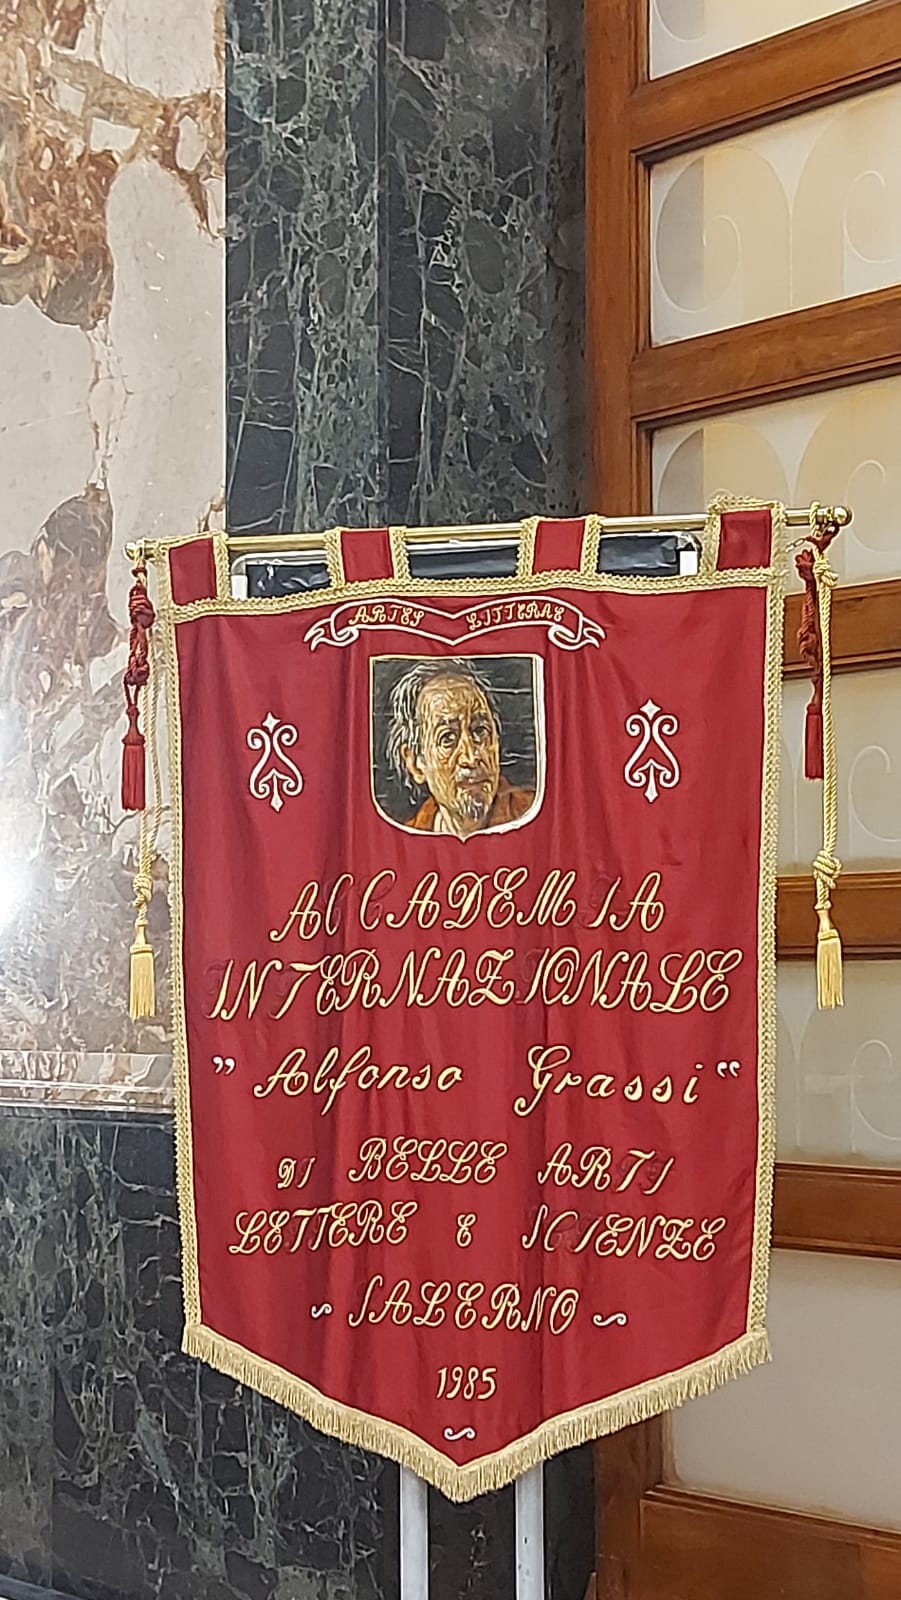 ARTES LITTERAE
ACCADEMIA
INTERNAZIONALE
” Alfonso Grassi “
DI BELLE ARTI
LETTERE E SCIENZE
~ SALERNO ~
1985
~